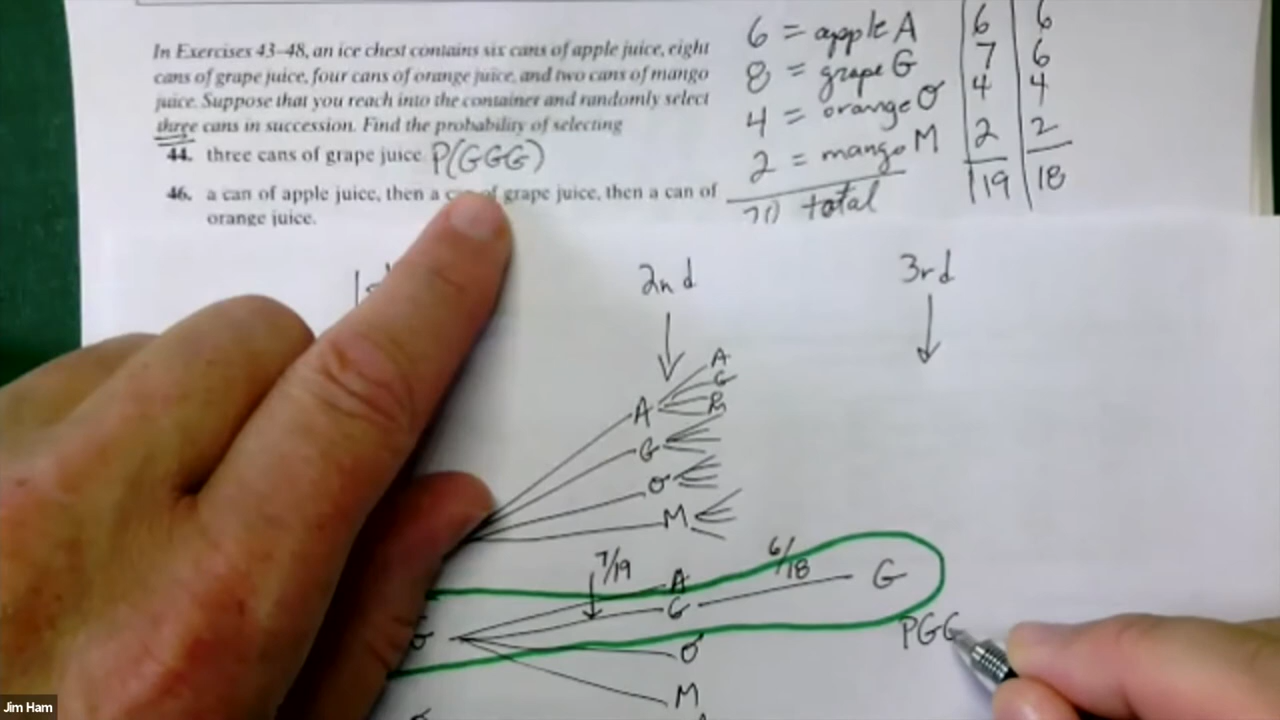 In Exercises 43–48, an ice chest contains six cans of apple juice, eight
cans of grape juice, four cans of orange juice, and two cans of mango
juice. Suppose that you reach into the container and randomly select
three cans in succession. Find the probability of selecting
44. three cans of grape juice P(GGG)
46. a can of apple juice, then a can of grape juice, then a can of
orange juice.
6 = apple A 6 6
8 = grape G 7 6
4 = orange O 4 4
2 = mango M 2 2
20 total 19 18
2nd 3rd
A
G
A
G
O
M
7/19 6/18
A
G G
O
M
PGG
Jim Ham